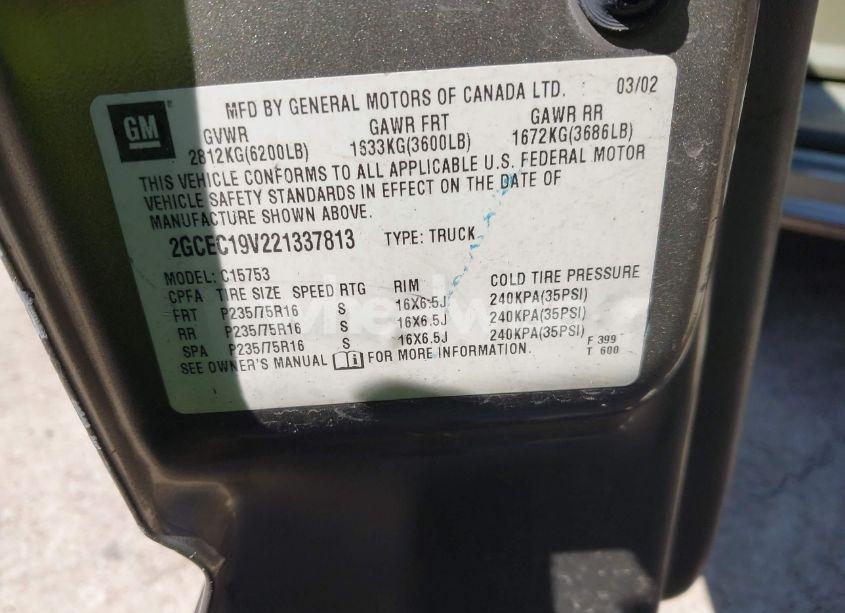 MFD BY GENERAL MOTORS OF CANADA LTD. 03/02
GM
GVWR GAWR FRT GAWR RR
2812KG(6200LB) 1633KG(3600LB) 1672KG(3686LB)
THIS VEHICLE CONFORMS TO ALL APPLICABLE U.S. FEDERAL MOTOR
VEHICLE SAFETY STANDARDS IN EFFECT ON THE DATE OF
MANUFACTURE SHOWN ABOVE.
2GCEC19V221337813 TYPE: TRUCK
MODEL: C15753
CPFA TIRE SIZE SPEED RTG RIM COLD TIRE PRESSURE
FRT P235/75R16 S 16X6.5J 240KPA(35PSI)
RR P235/75R16 S 16X6.5J 240KPA(35PSI)
SPA P235/75R16 S 16X6.5J 240KPA(35PSI)
SEE OWNER'S MANUAL FOR MORE INFORMATION.
F 399
T 600